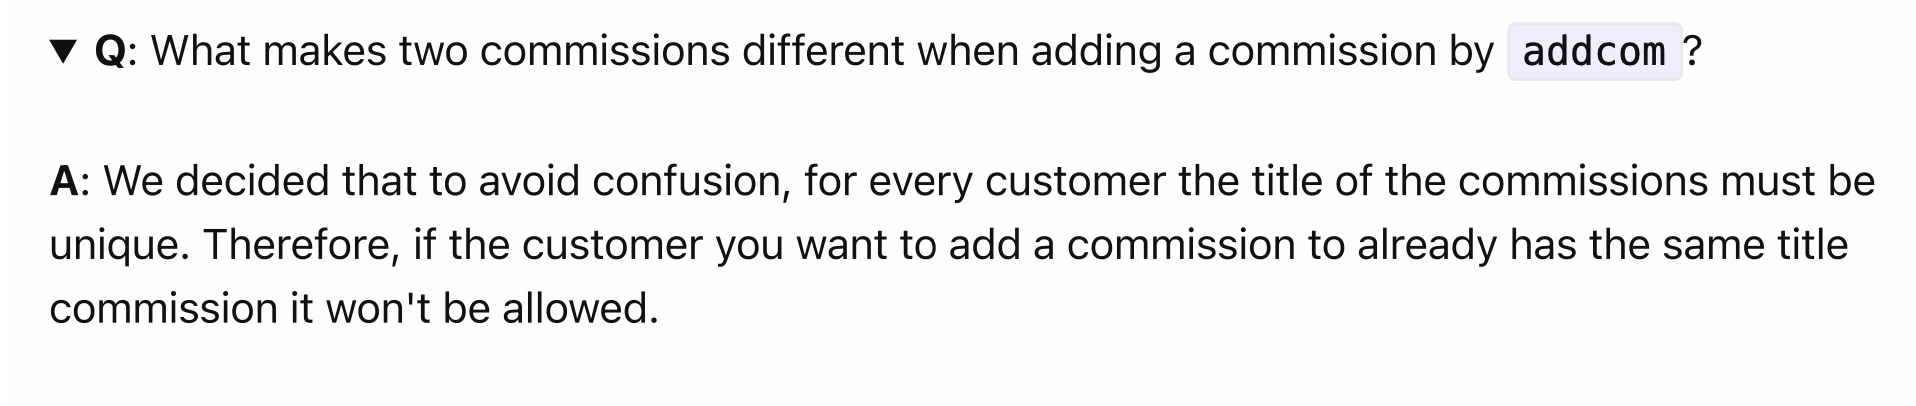 ▼ Q: What makes two commissions different when adding a commission by addcom ?
A: We decided that to avoid confusion, for every customer the title of the commissions must be
unique. Therefore, if the customer you want to add a commission to already has the same title
commission it won't be allowed.